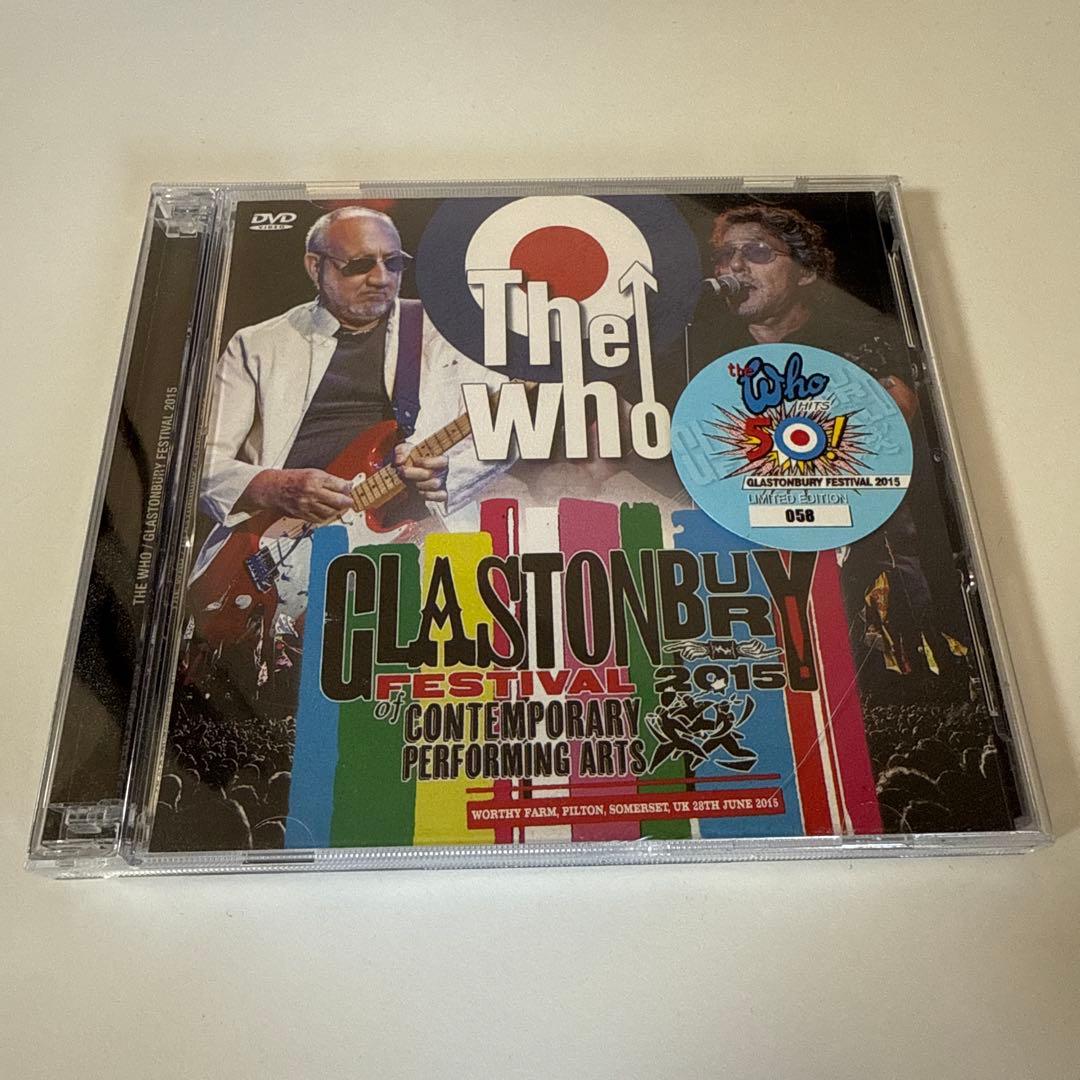 THE WHO / GLASTONBURY FESTIVAL 2015
DVD
VIDEO
The
Who
the
Who
HITS
50!
GLASTONBURY FESTIVAL 2015
LIMITED EDITION
058
GLASTONBURY!
FESTIVAL 2015
of CONTEMPORARY
PERFORMING ARTS
WORTHY FARM, PILTON, SOMERSET, UK 28TH JUNE 2015